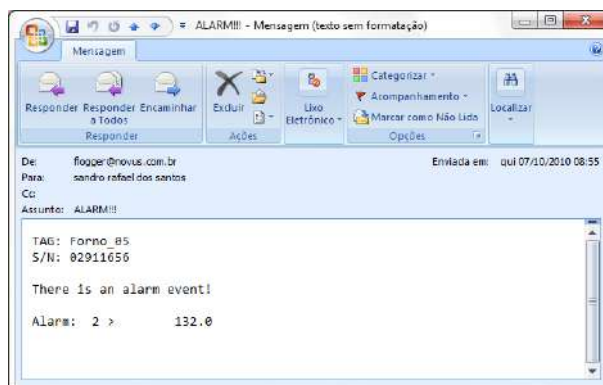 ALARM!!! - Mensagem (texto sem formatação)
Mensagem
Responder Responder a Todos Encaminhar
Responder
Excluir
Ações
Lixo Eletrônico
Categorizar
Acompanhamento
Marcar como Não Lida
Opções
Localizar
De: flogger@novus.com.br Enviada em: qui 07/10/2010 08:55
Para: sandro rafael dos santos
Cc:
Assunto: ALARM!!!
TAG: Forno_05
S/N: 02911656
There is an alarm event!
Alarm: 2 > 132.0